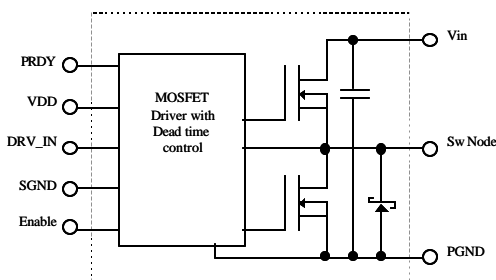 PRDY
VDD
DRV_IN
SGND
Enable
MOSFET
Driver with
Dead time
control
Vin
Sw Node
PGND